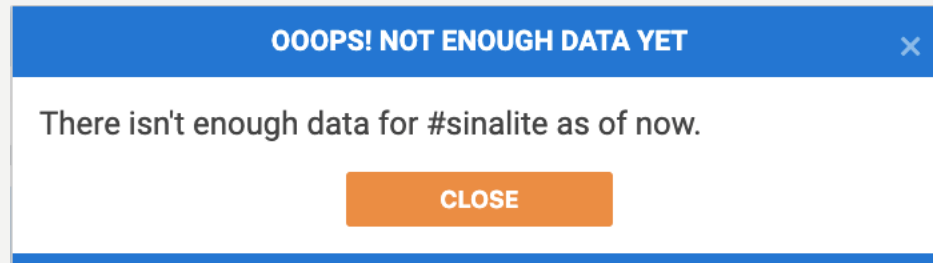 OOOPS! NOT ENOUGH DATA YET
There isn't enough data for #sinalite as of now.
CLOSE